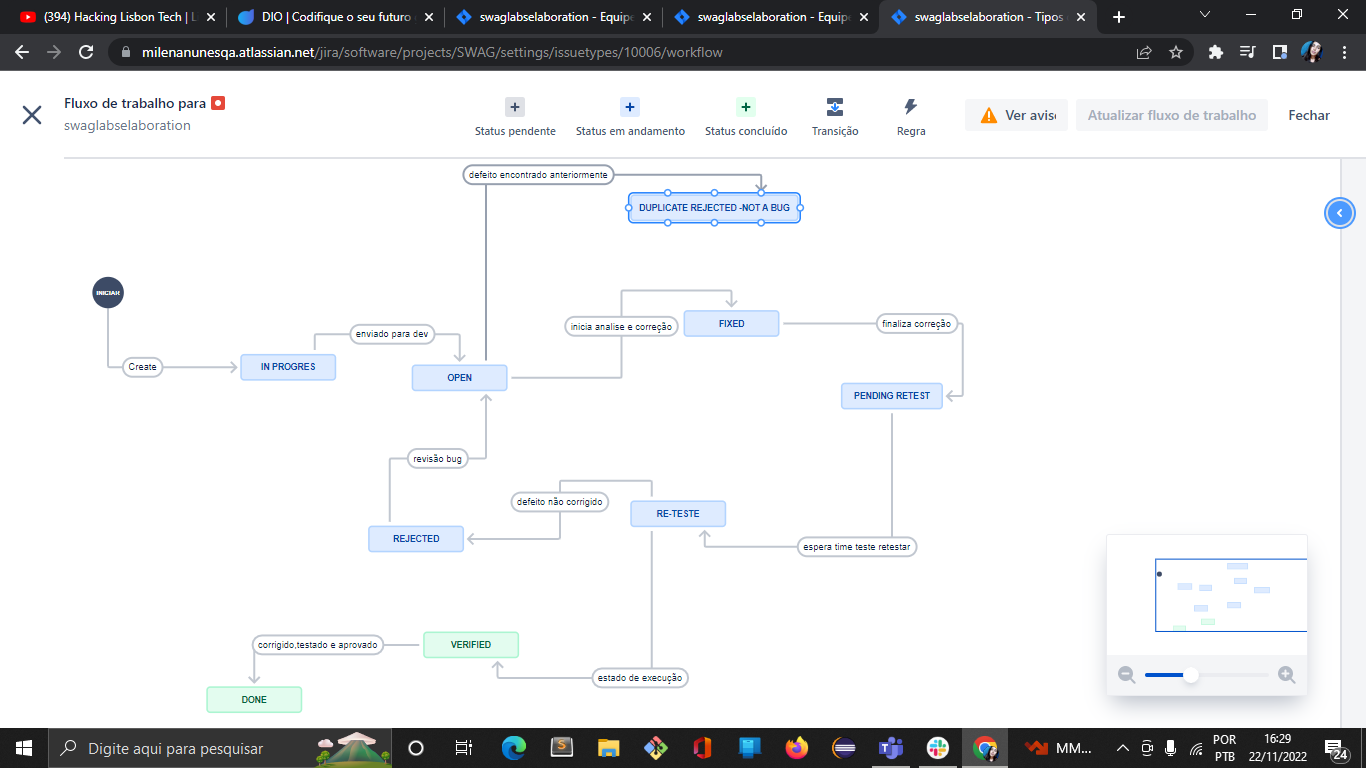 (394) Hacking Lisbon Tech | L
DIO | Codifique o seu futuro
swaglabselaboration - Equipe
swaglabselaboration - Equipe
swaglabselaboration - Tipos
milenanunesqa.atlassian.net/jira/software/projects/SWAG/settings/issuetypes/10006/workflow
Fluxo de trabalho para
swaglabselaboration
Status pendente
Status em andamento
Status concluído
Transição
Regra
Ver aviso
Atualizar fluxo de trabalho
Fechar
defeito encontrado anteriormente
DUPLICATE REJECTED -NOT A BUG
INICIAR
Create
IN PROGRES
enviado para dev
OPEN
inicia analise e correção
FIXED
finaliza correção
PENDING RETEST
revisão bug
REJECTED
defeito não corrigido
RE-TESTE
espera time teste retestar
corrigido,testado e aprovado
VERIFIED
estado de execução
DONE
Digite aqui para pesquisar
MM...
POR
PTB
16:29
22/11/2022
24